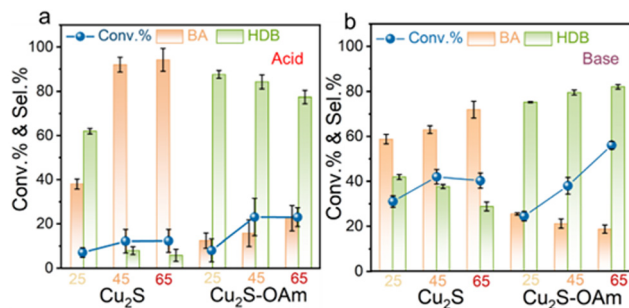 a
Conv.% BA HDB
Acid
Conv.% & Sel.%
100
80
60
40
20
0
25 45 65 25 45 65
Cu₂S Cu₂S-OAm
b
Conv.% BA HDB
Base
Conv.% & Sel.%
100
80
60
40
20
0
25 45 65 25 45 65
Cu₂S Cu₂S-OAm